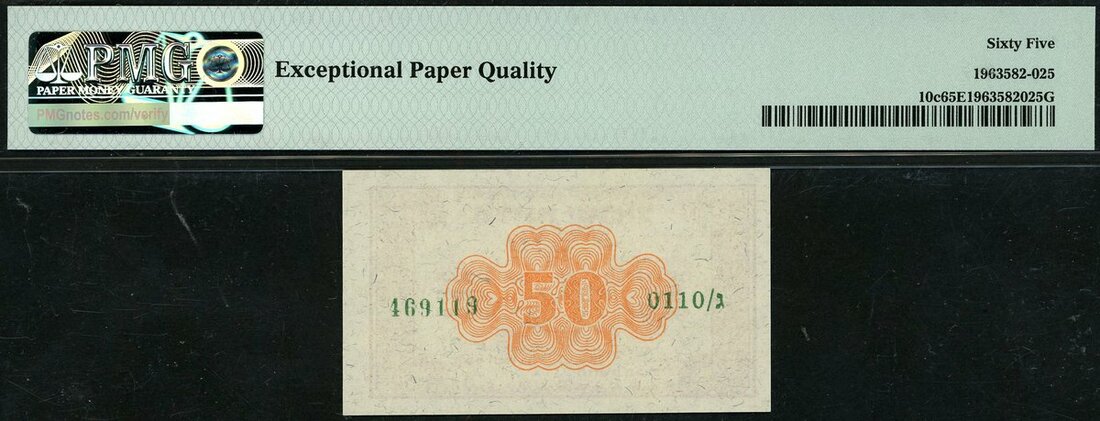 PMG
PAPER MONEY GUARANTY
PMGnotes.com/verify
Exceptional Paper Quality
Sixty Five
1963582-025
10c65E1963582025G
50
469119
0110/ג